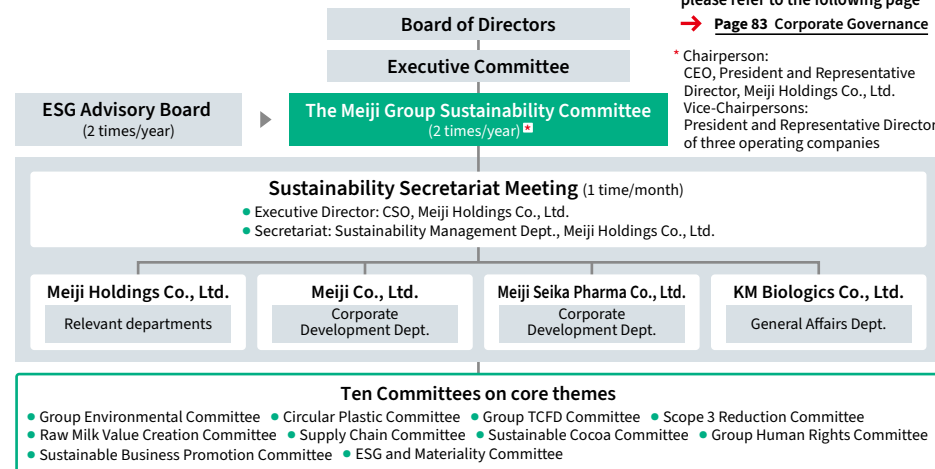 please refer to the following page
Page 83 Corporate Governance
Board of Directors
Executive Committee
* Chairperson:
CEO, President and Representative
Director, Meiji Holdings Co., Ltd.
Vice-Chairpersons:
President and Representative Director
of three operating companies
ESG Advisory Board
(2 times/year)
The Meiji Group Sustainability Committee
(2 times/year) *
Sustainability Secretariat Meeting (1 time/month)
● Executive Director: CSO, Meiji Holdings Co., Ltd.
● Secretariat: Sustainability Management Dept., Meiji Holdings Co., Ltd.
Meiji Holdings Co., Ltd.
Relevant departments
Meiji Co., Ltd.
Corporate
Development Dept.
Meiji Seika Pharma Co., Ltd.
Corporate
Development Dept.
KM Biologics Co., Ltd.
General Affairs Dept.
Ten Committees on core themes
● Group Environmental Committee ● Circular Plastic Committee ● Group TCFD Committee ● Scope 3 Reduction Committee
● Raw Milk Value Creation Committee ● Supply Chain Committee ● Sustainable Cocoa Committee ● Group Human Rights Committee
● Sustainable Business Promotion Committee ● ESG and Materiality Committee